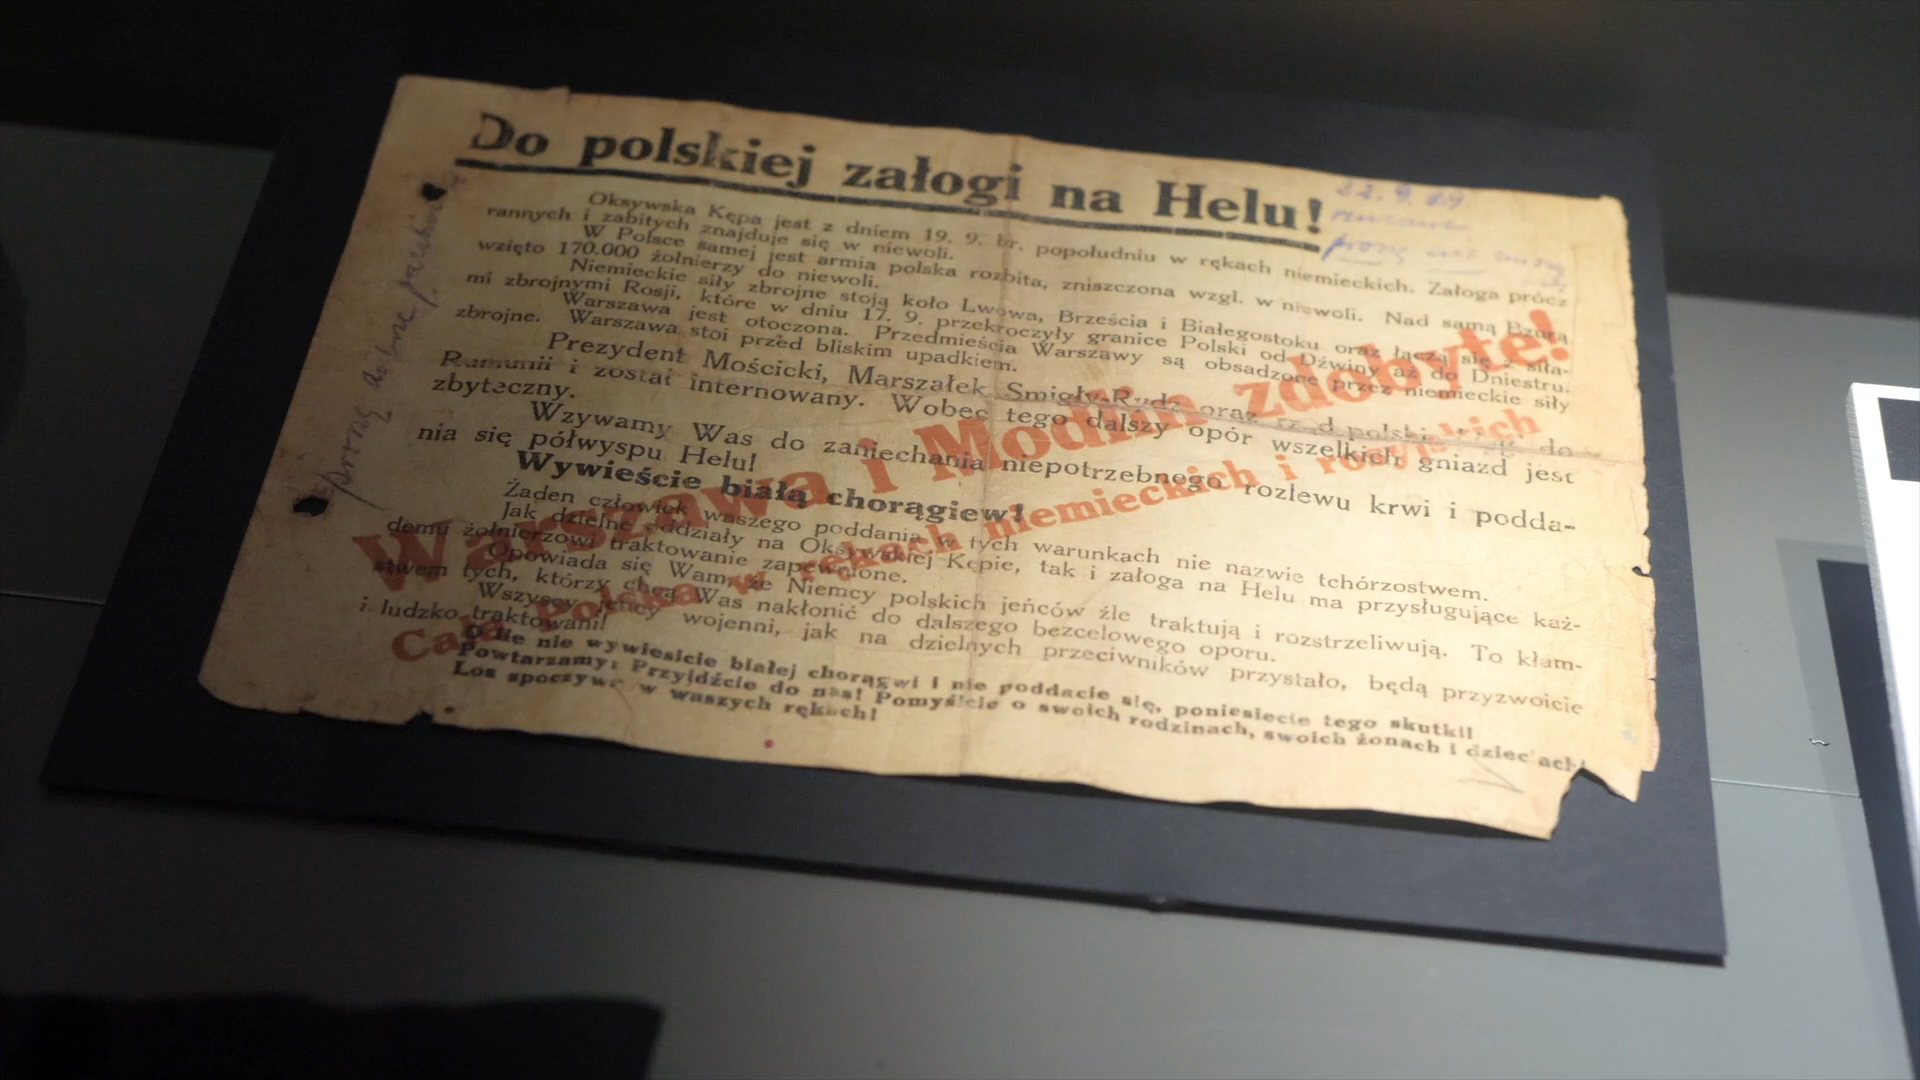 Do polskiej załogi na Helu!
22. 9. 39.
Oksywska Kępa jest z dniem 19. 9. br. popołudniu w rękach niemieckich. Załoga prócz
rannych i zabitych znajduje się w niewoli.
W Polsce samej jest armia polska rozbita, zniszczona wzgl. w niewoli. Nad samą Bzurą
wzięto 170.000 żołnierzy do niewoli.
Niemieckie siły zbrojne stoją koło Lwowa, Brześcia i Białegostoku oraz łączą się z siła-
mi zbrojnymi Rosji, które w dniu 17. 9. przekroczyły granice Polski od Dźwiny aż do Dniestru.
Warszawa jest otoczona. Przedmieścia Warszawy są obsadzone przez niemieckie siły
zbrojne. Warszawa stoi przed bliskim upadkiem.
Prezydent Mościcki, Marszałek Smigły-Rydz oraz rząd polski do
Rumunii i został internowany. Wobec tego dalszy opór wszelkich gniazd jest
zbyteczny.
Wzywamy Was do zaniechania niepotrzebnego rozlewu krwi i podda-
nia się półwyspu Helu!
Wywieście białą chorągiew!
Żaden człowiek waszego poddania w tych warunkach nie nazwie tchórzostwem.
Jak dzielne oddziały na Oksywskiej Kępie, tak i załoga na Helu ma przysługujące każ-
demu żołnierzowi traktowanie zapewnione.
Opowiada się Wam, że Niemcy polskich jeńców źle traktują i rozstrzeliwują. To kłam-
stwem tych, którzy chcą Was nakłonić do dalszego bezcelowego oporu.
Wszyscy jeńcy wojenni, jak na dzielnych przeciwników przystało, będą przyzwoicie
i ludzko traktowani!
O ile nie wywiesicie białej chorągwi i nie poddacie się, poniesiecie tego skutki!
Powtarzamy: Przyjdźcie do nas! Pomyślcie o swoich rodzinach, swoich żonach i dzieciach!
Los spoczywa w waszych rękach!
Warszawa i Modlin zdobyte!
Cała Polska w rękach niemieckich i rosyjskich